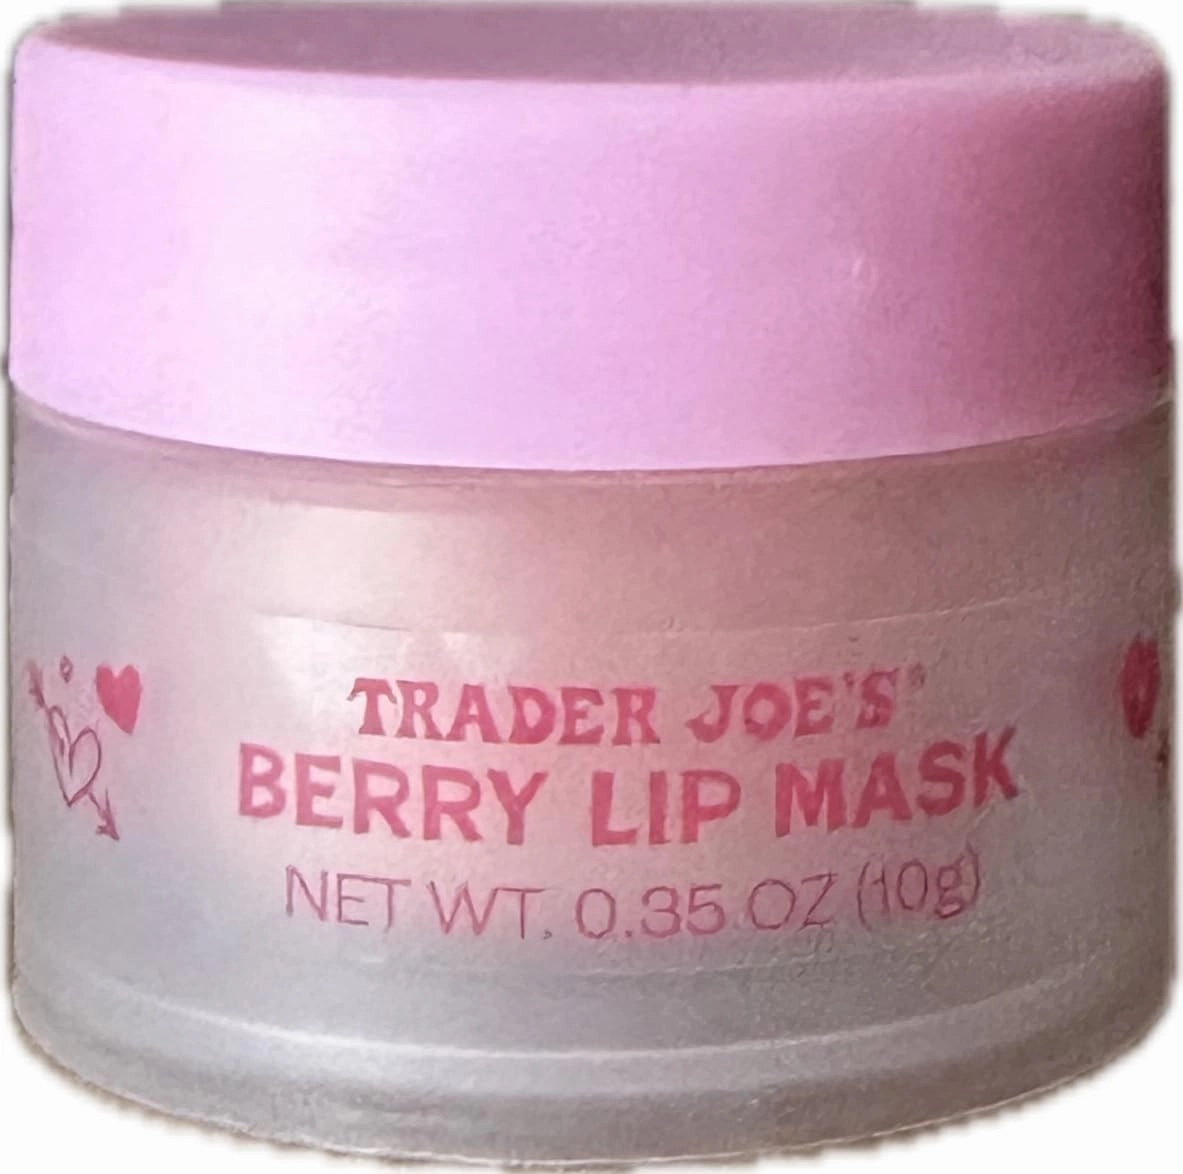 TRADER JOE'S®
BERRY LIP MASK
NET WT. 0.35 OZ (10g)